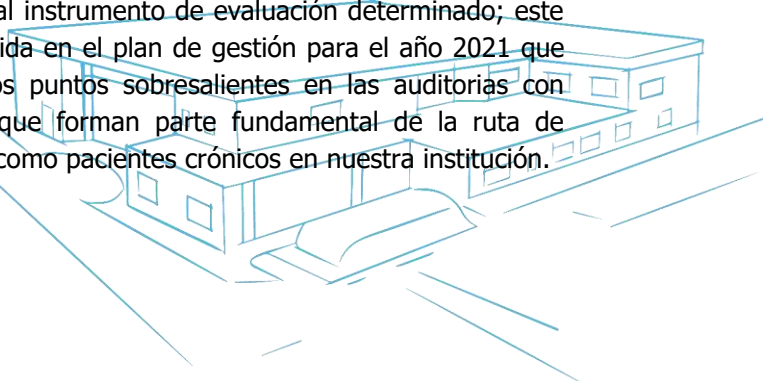 al instrumento de evaluación determinado; este
ida en el plan de gestión para el año 2021 que
os puntos sobresalientes en las auditorias con
que forman parte fundamental de la ruta de
como pacientes crónicos en nuestra institución.